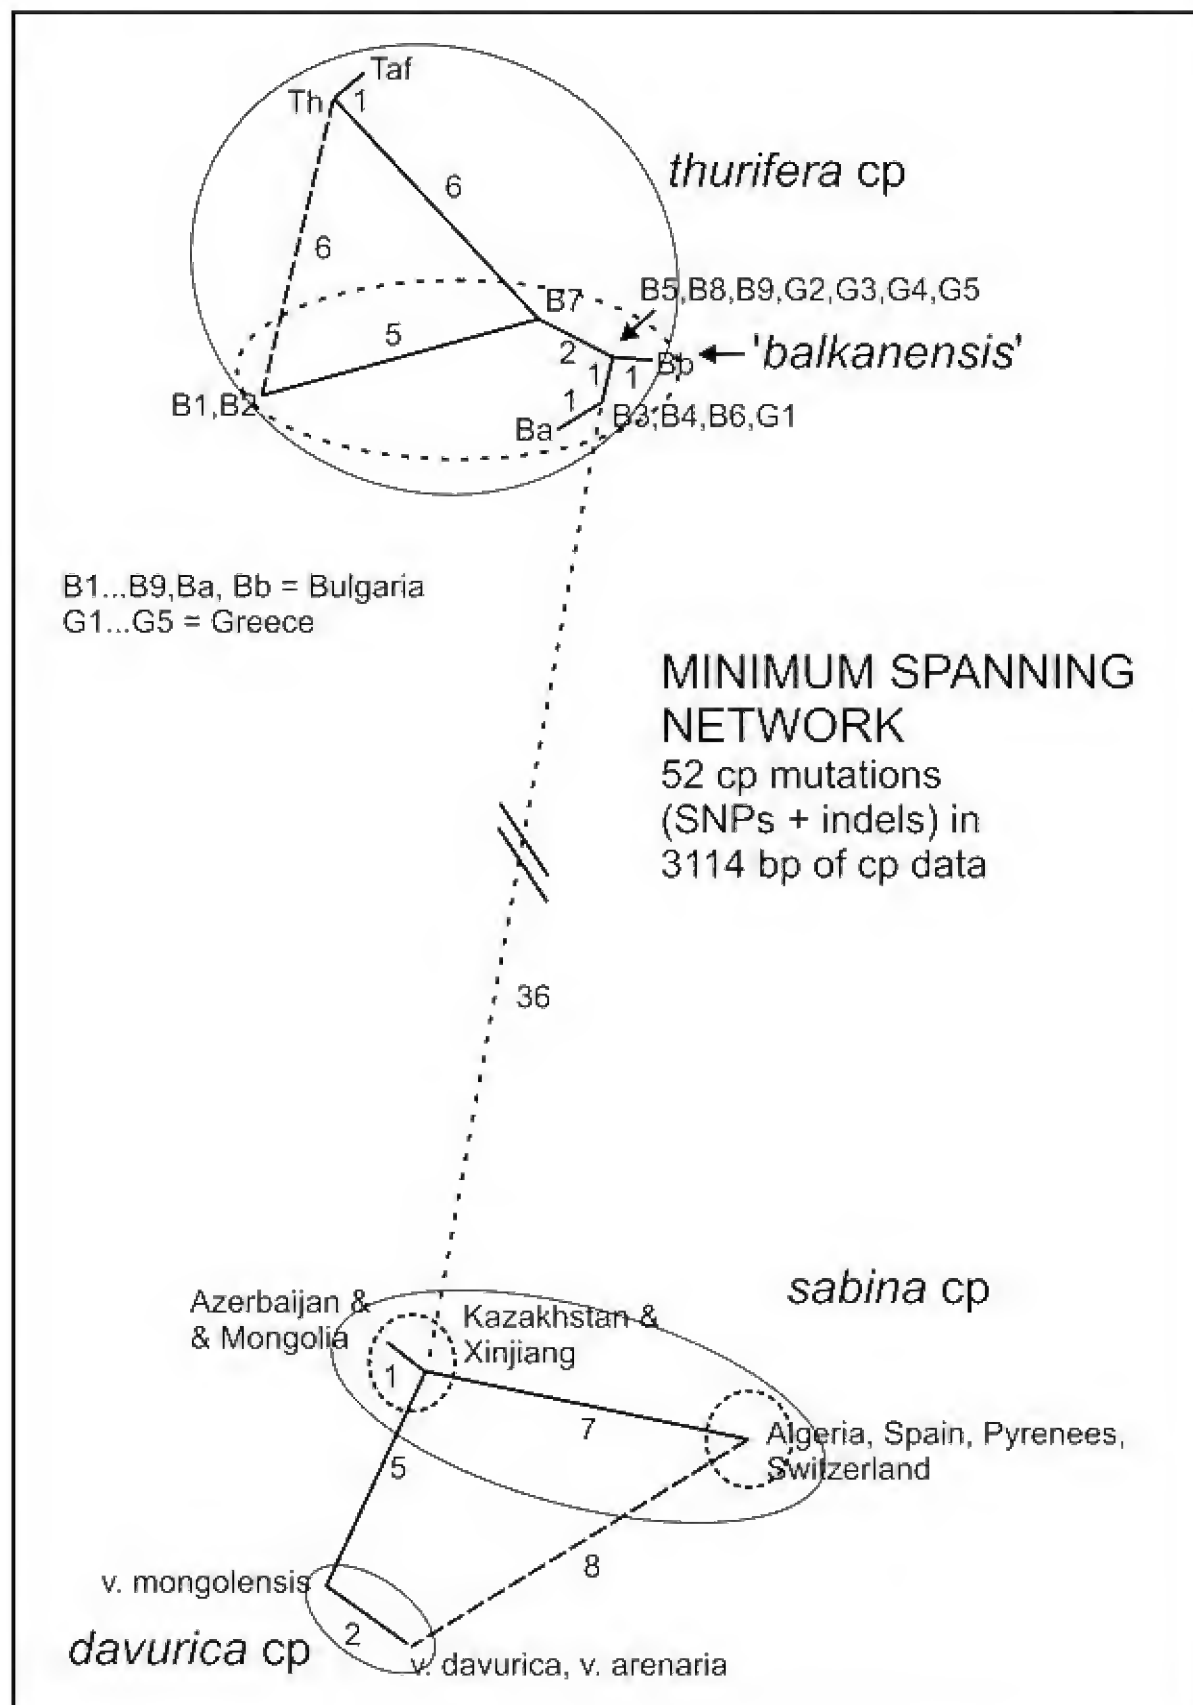 Taf
Th
1
thurifera cp
6
6
B5,B8,B9,G2,G3,G4,G5
B7
5
2
'balkanensis'
Bb
1
1
1
B1,B2
Ba
B3,B4,B6,G1
B1...B9,Ba, Bb = Bulgaria
G1...G5 = Greece
MINIMUM SPANNING
NETWORK
52 cp mutations
(SNPs + indels) in
3114 bp of cp data
36
sabina cp
Azerbaijan &
& Mongolia
Kazakhstan &
Xinjiang
1
7
5
Algeria, Spain, Pyrenees,
Switzerland
8
v. mongolensis
2
davurica cp
v. davurica, v. arenaria